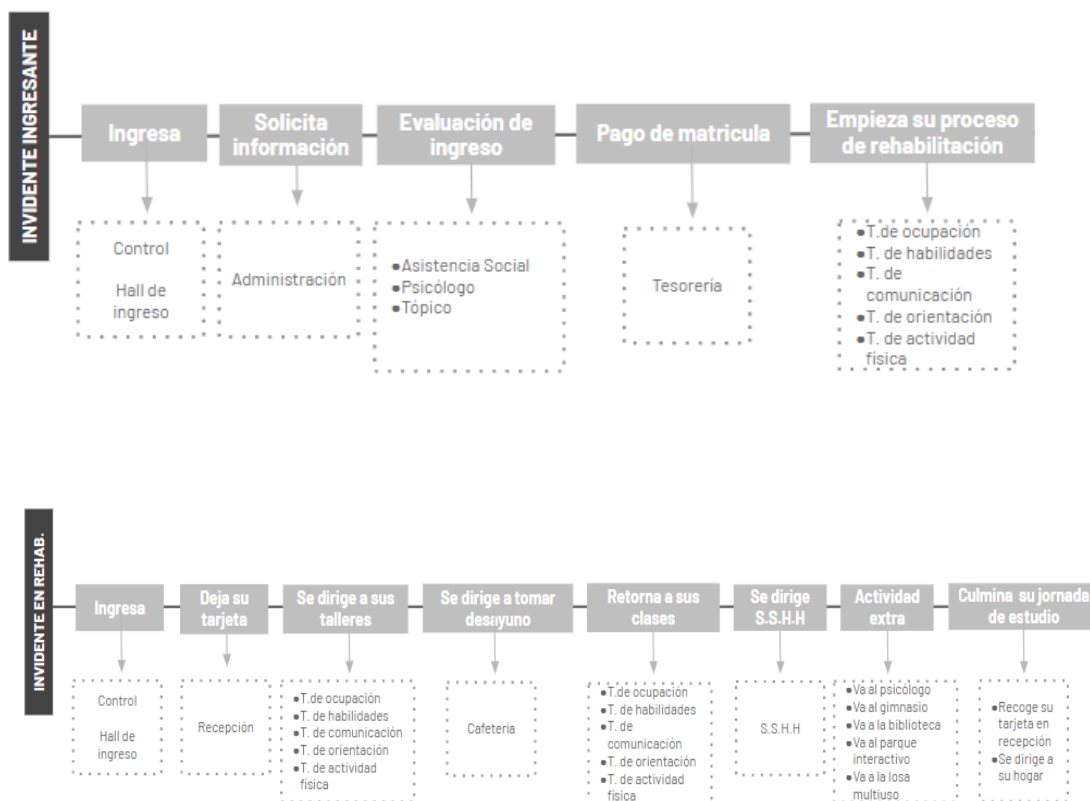 INVIDENTE INGRESANTE
Ingresa
Solicita
información
Evaluación de
ingreso
Pago de matricula
Empieza su proceso
de rehabilitación
Control
Hall de
ingreso
Administración
●Asistencia Social
●Psicólogo
●Tópico
Tesorería
●T.de ocupación
●T. de habilidades
●T. de
comunicación
●T. de orientación
●T. de actividad
física
INVIDENTE EN REHAB.
Ingresa
Deja su
tarjeta
Se dirige a sus
talleres
Se dirige a tomar
desayuno
Retorna a sus
clases
Se dirige
S.S.H.H
Actividad
extra
Culmina su jornada
de estudio
Control
Hall de
ingreso
Recepción
●T.de ocupación
●T. de habilidades
●T. de comunicación
●T. de orientación
●T. de actividad
física
Cafetería
●T.de ocupación
●T. de habilidades
●T. de
comunicación
●T. de orientación
●T. de actividad
física
S.S.H.H
●Va al psicólogo
●Va al gimnasio
●Va a la biblioteca
●Va al parque
interactivo
●Va a la losa
multiuso
●Recoge su
tarjeta en
recepción
●Se dirige a
su hogar